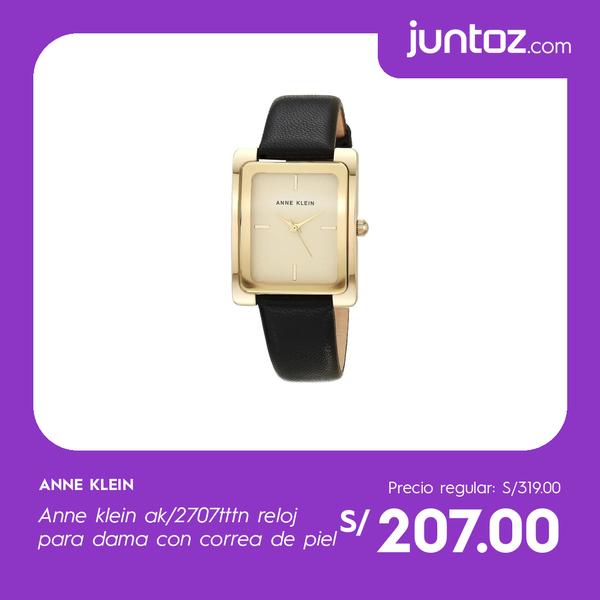 juntoz.com
ANNE KLEIN
ANNE KLEIN
Anne klein ak/2707tttn reloj
para dama con correa de piel
Precio regular: S/319.00
S/ 207.00